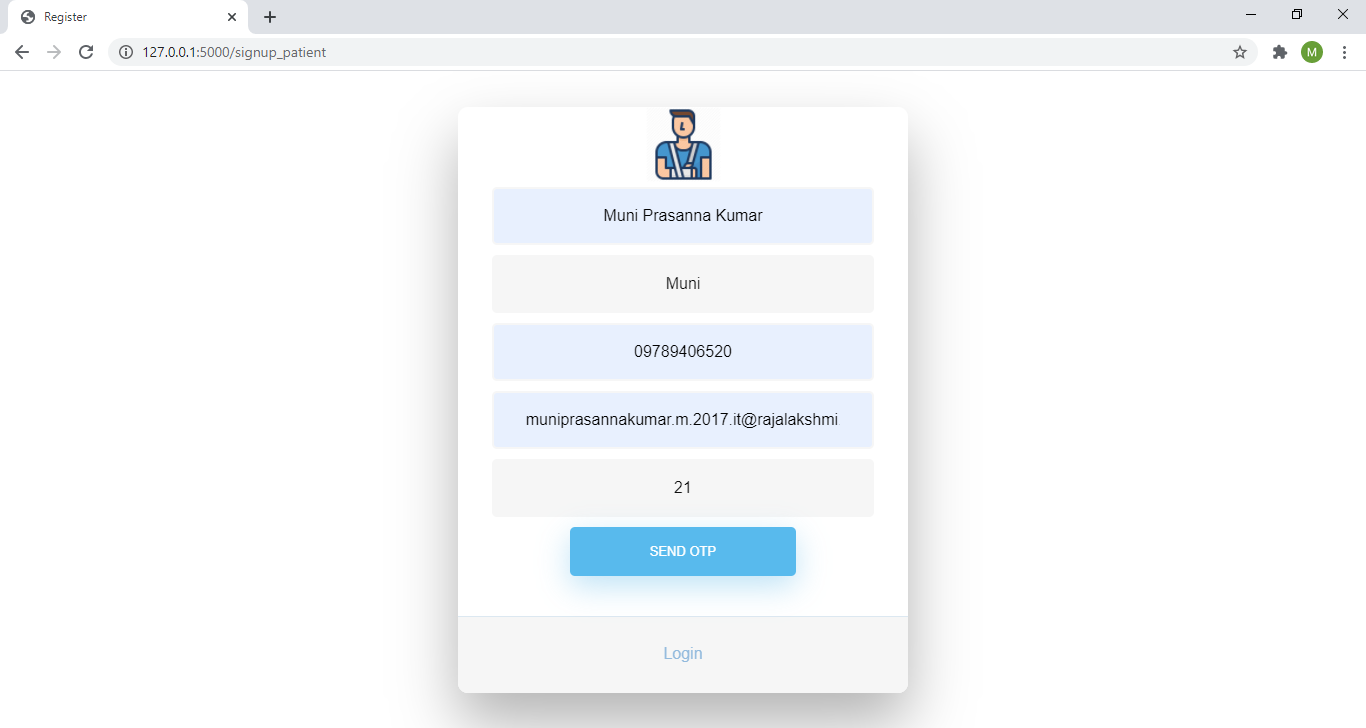 Register
127.0.0.1:5000/signup_patient
M
Muni Prasanna Kumar
Muni
09789406520
muniprasannakumar.m.2017.it@rajalakshmi
21
SEND OTP
Login